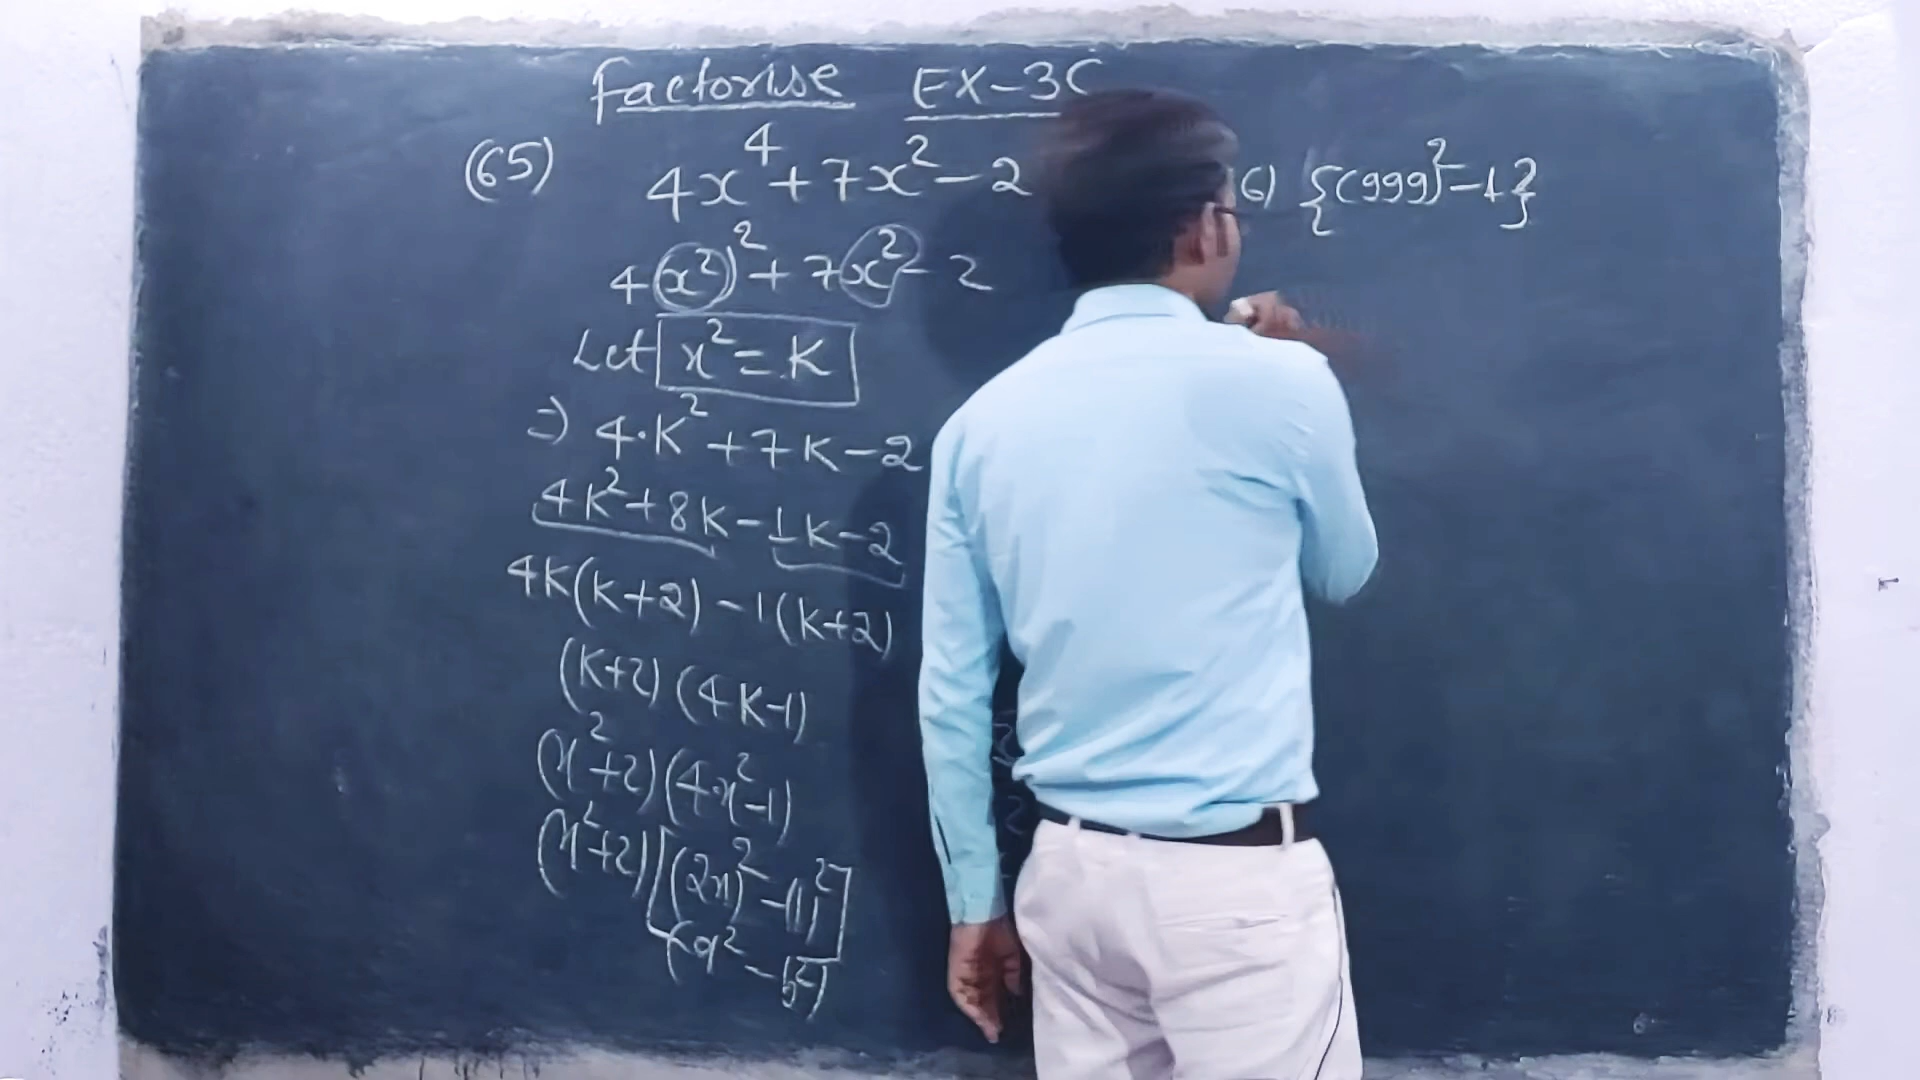 Factorise EX-3C
(65) 4x⁴+7x²-2
4(x²)²+7x²-2
Let x²=K
⇒ 4·K²+7K-2
4K²+8K-1K-2
4K(K+2)-1(K+2)
(K+2)(4K-1)
(x²+2)(4x²-1)
(x²+2)[(2x)²-(1)²]
(a²-b²)
6) {(999)²-1}